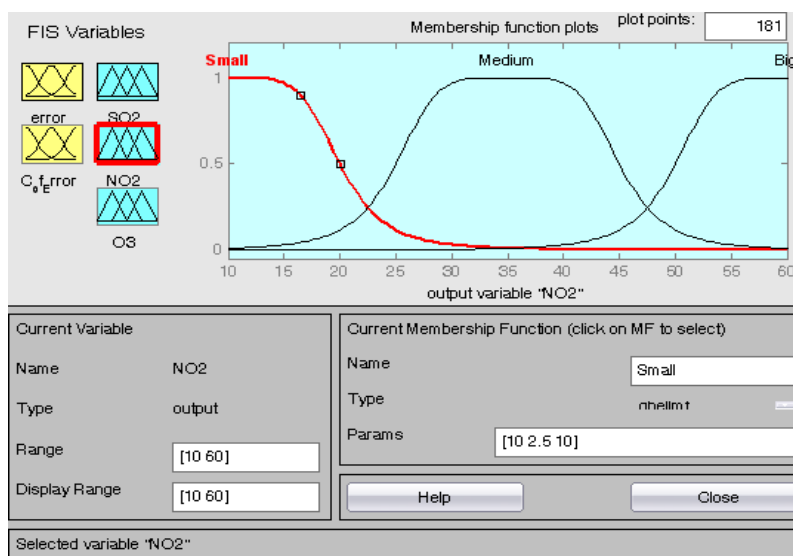 FIS Variables
Membership function plots
plot points:
181
error
SO2
CofError
NO2
O3
Small
Medium
Big
1
0.5
0
10 15 20 25 30 35 40 45 50 55 60
output variable "NO2"
Current Variable
Name NO2
Type output
Range [10 60]
Display Range [10 60]
Current Membership Function (click on MF to select)
Name Small
Type gbellmf
Params [10 2.5 10]
Help
Close
Selected variable "NO2"